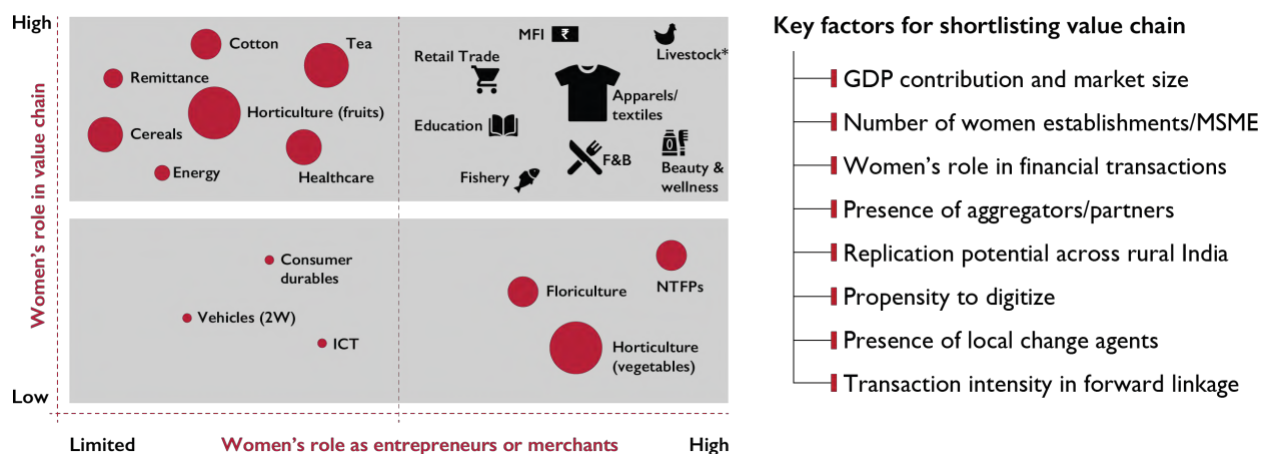 High
Women's role in value chain
Low
Cotton
Tea
Remittance
Horticulture (fruits)
Cereals
Energy
Healthcare
MFI
₹
Livestock*
Retail Trade
Apparels/
textiles
Education
F&B
Fishery
Beauty &
wellness
Consumer
durables
Vehicles (2W)
ICT
NTFPs
Floriculture
Horticulture
(vegetables)
Limited
Women's role as entrepreneurs or merchants
High
Key factors for shortlisting value chain
GDP contribution and market size
Number of women establishments/MSME
Women's role in financial transactions
Presence of aggregators/partners
Replication potential across rural India
Propensity to digitize
Presence of local change agents
Transaction intensity in forward linkage